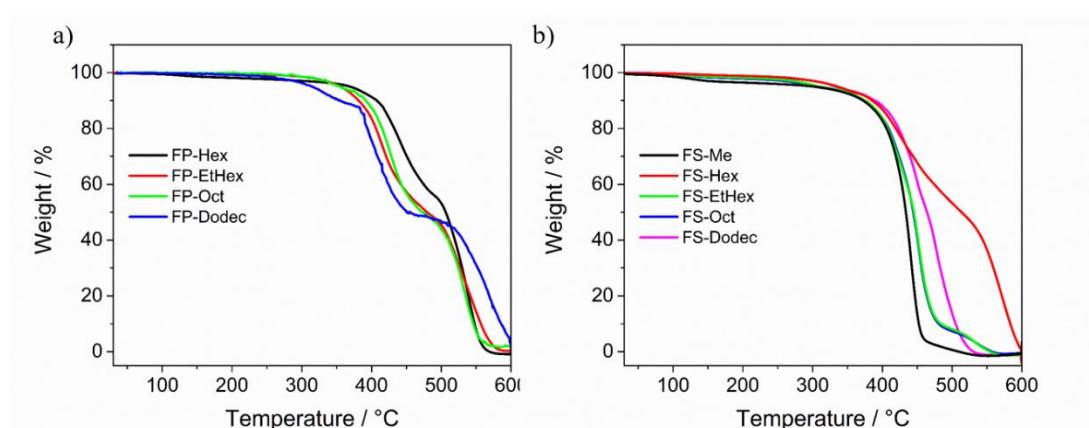 a)
100
80
60
40
20
0
Weight / %
FP-Hex
FP-EtHex
FP-Oct
FP-Dodec
100 200 300 400 500 600
Temperature / °C
b)
100
80
60
40
20
0
Weight / %
FS-Me
FS-Hex
FS-EtHex
FS-Oct
FS-Dodec
100 200 300 400 500 600
Temperature / °C